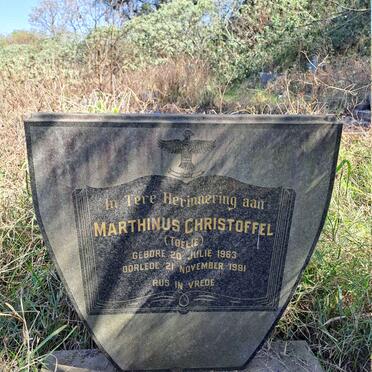 In Tere Herinnering aan
MARTHINUS CHRISTOFFEL
(TOELIE)
GEBORE 20 JULIE 1963
OORLEDE 21 NOVEMBER 1991
RUS IN VREDE